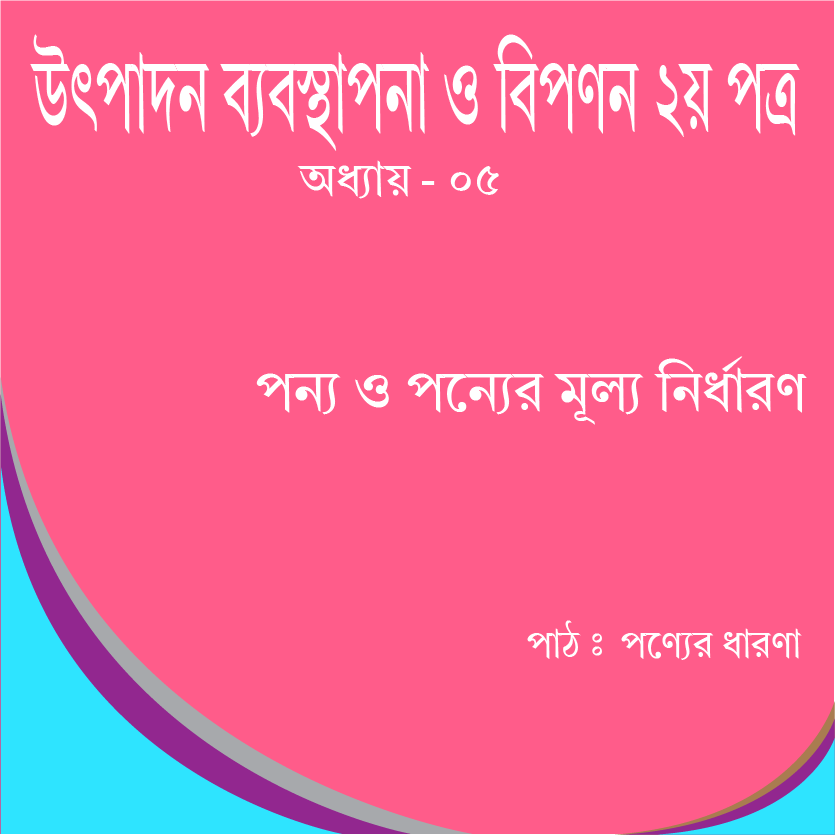 উৎপাদন ব্যবস্থাপনা ও বিপণন ২য় পত্র
অধ্যায় - ০৫
পন্য ও পন্যের মূল্য নির্ধারণ
পাঠ ঃ পণ্যের ধারণা